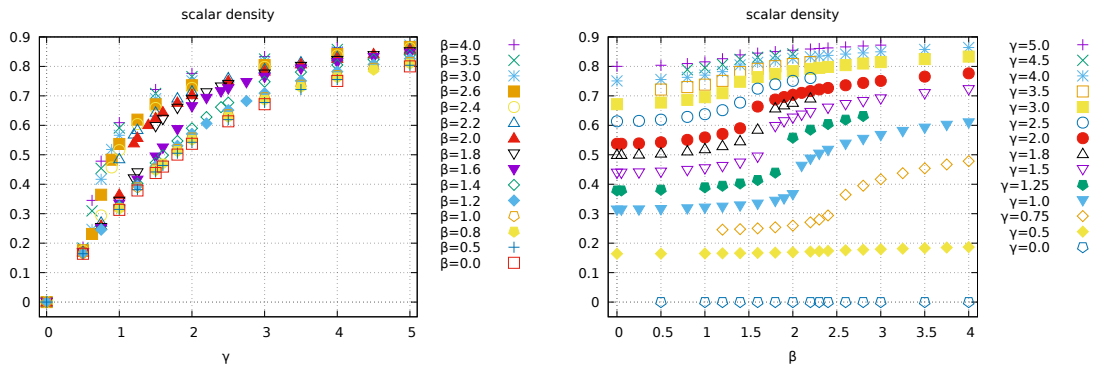 scalar density
0.9
0.8
0.7
0.6
0.5
0.4
0.3
0.2
0.1
0
0 1 2 3 4 5
γ
β=4.0
β=3.5
β=3.0
β=2.6
β=2.4
β=2.2
β=2.0
β=1.8
β=1.6
β=1.4
β=1.2
β=1.0
β=0.8
β=0.5
β=0.0
scalar density
0.9
0.8
0.7
0.6
0.5
0.4
0.3
0.2
0.1
0
0 0.5 1 1.5 2 2.5 3 3.5 4
β
γ=5.0
γ=4.5
γ=4.0
γ=3.5
γ=3.0
γ=2.5
γ=2.0
γ=1.8
γ=1.5
γ=1.25
γ=1.0
γ=0.75
γ=0.5
γ=0.0